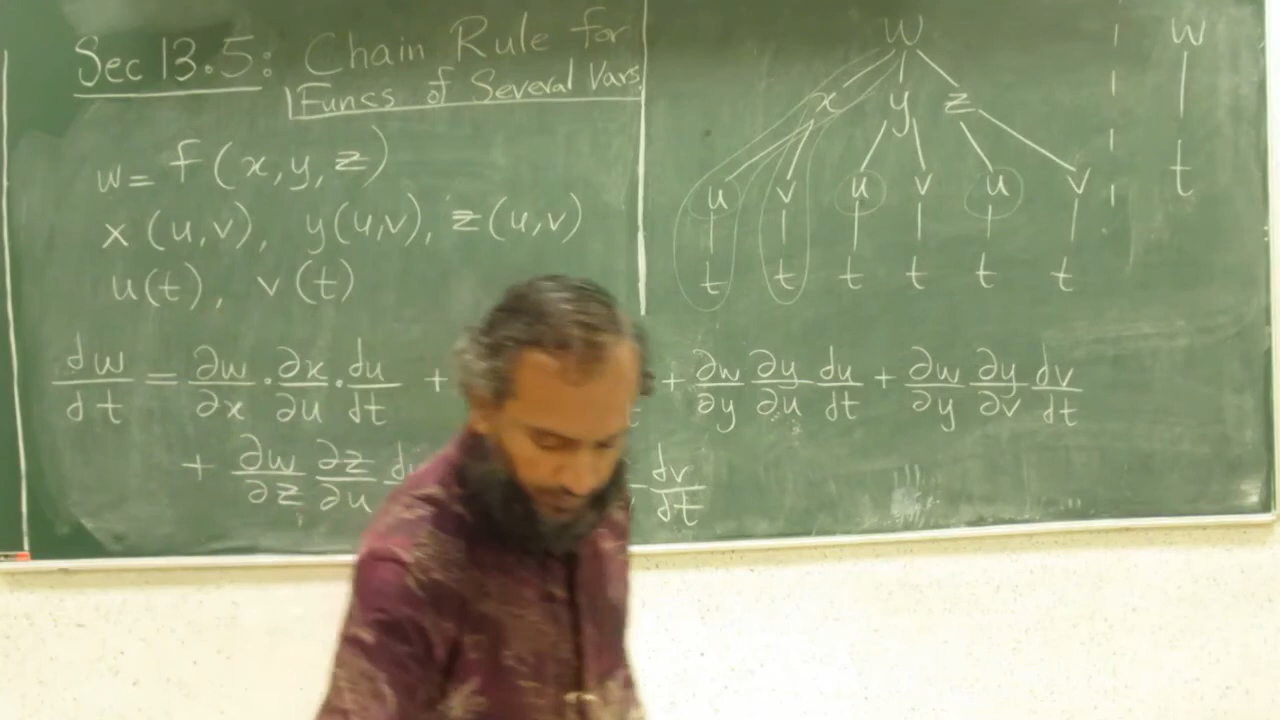 Sec 13.5: Chain Rule for
Funcs of Several Vars
w = f(x,y,z)
x(u,v), y(u,v), z(u,v)
u(t), v(t)
dw/dt = ∂w/∂x · ∂x/∂u · du/dt + + ∂w/∂y ∂y/∂u du/dt + ∂w/∂y ∂y/∂v dv/dt
+ ∂w/∂z ∂z/∂u dv/dt
w w
x y z
u v u v u v t
t t t t t t